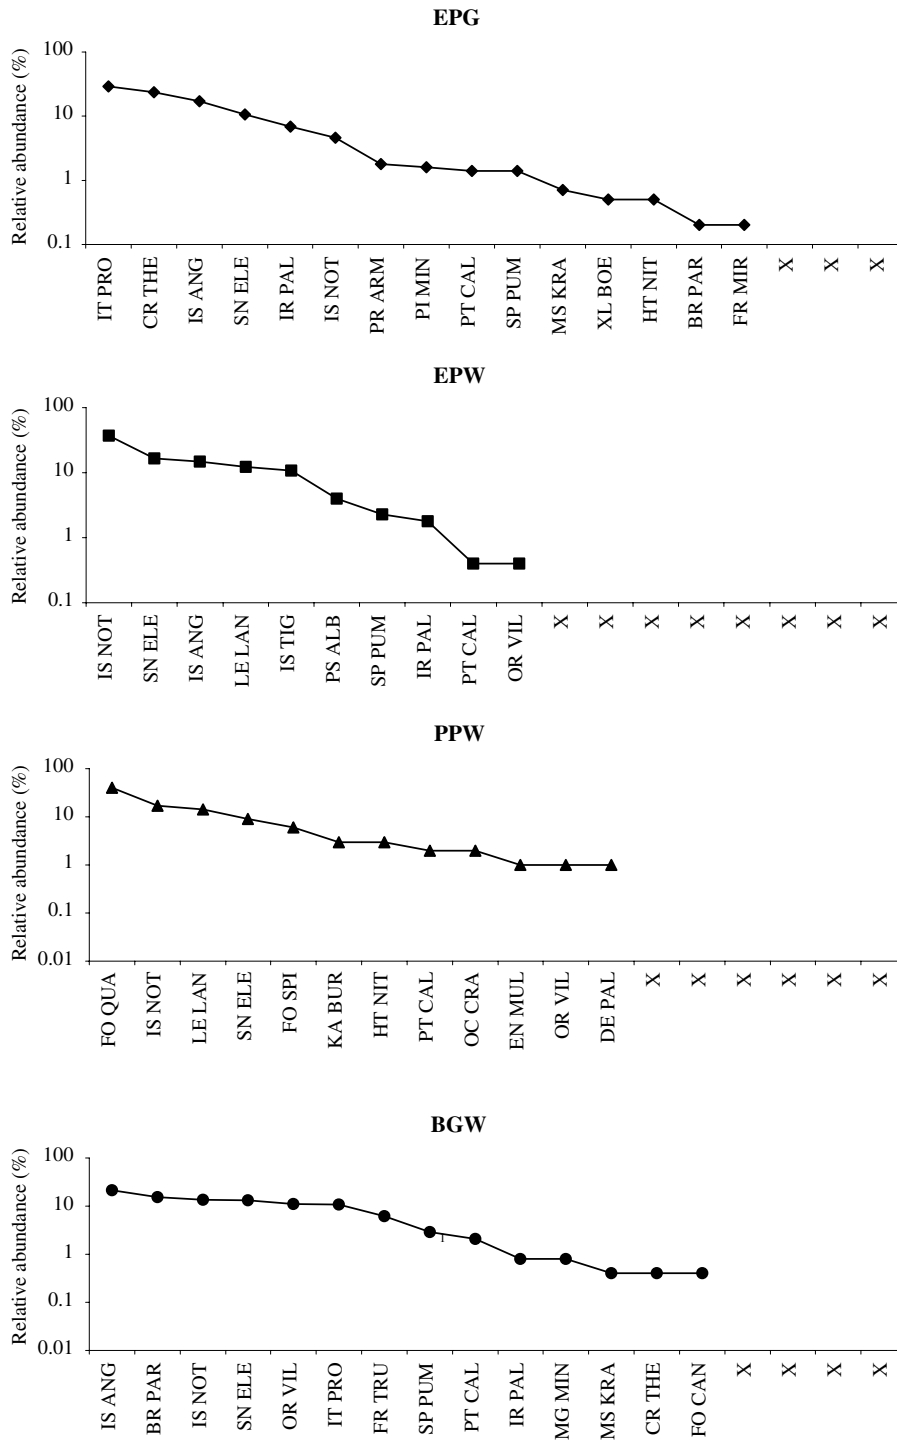 EPG
Relative abundance (%)
100
10
1
0.1
IT PRO
CR THE
IS ANG
SN ELE
IR PAL
IS NOT
PR ARM
PI MIN
PT CAL
SP PUM
MS KRA
XL BOE
HT NIT
BR PAR
FR MIR
X
X
X
EPW
Relative abundance (%)
100
10
1
0.1
IS NOT
SN ELE
IS ANG
LE LAN
IS TIG
PS ALB
SP PUM
IR PAL
PT CAL
OR VIL
X
X
X
X
X
X
X
X
PPW
Relative abundance (%)
100
10
1
0.1
0.01
FO QUA
IS NOT
LE LAN
SN ELE
FO SPI
KA BUR
HT NIT
PT CAL
OC CRA
EN MUL
OR VIL
DE PAL
X
X
X
X
X
X
BGW
Relative abundance (%)
100
10
1
0.1
0.01
1
IS ANG
BR PAR
IS NOT
SN ELE
OR VIL
IT PRO
FR TRU
SP PUM
PT CAL
IR PAL
MG MIN
MS KRA
CR THE
FO CAN
X
X
X
X